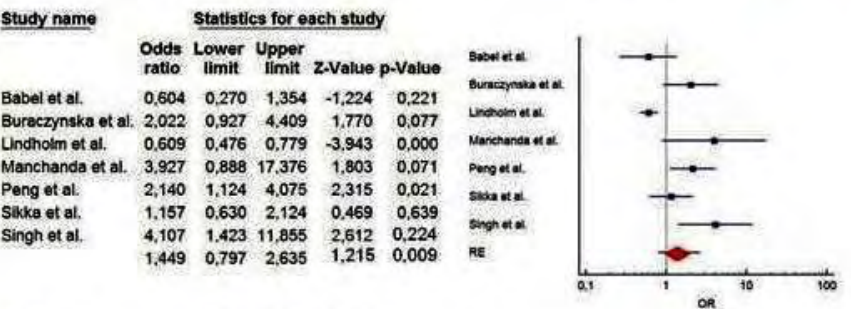 Study name Statistics for each study
Odds ratio Lower limit Upper limit Z-Value p-Value
Babel et al. 0,604 0,270 1,354 -1,224 0,221
Buraczynska et al. 2,022 0,927 4,409 1,770 0,077
Lindholm et al. 0,609 0,476 0,779 -3,943 0,000
Manchanda et al. 3,927 0,888 17,376 1,803 0,071
Peng et al. 2,140 1,124 4,075 2,315 0,021
Sikka et al. 1,157 0,630 2,124 0,469 0,639
Singh et al. 4,107 1,423 11,855 2,612 0,224
1,449 0,797 2,635 1,215 0,009
Babel et al.
Buraczynska et al.
Lindholm et al.
Manchanda et al.
Peng et al.
Sikka et al.
Singh et al.
RE
0.1 1 10 100
OR